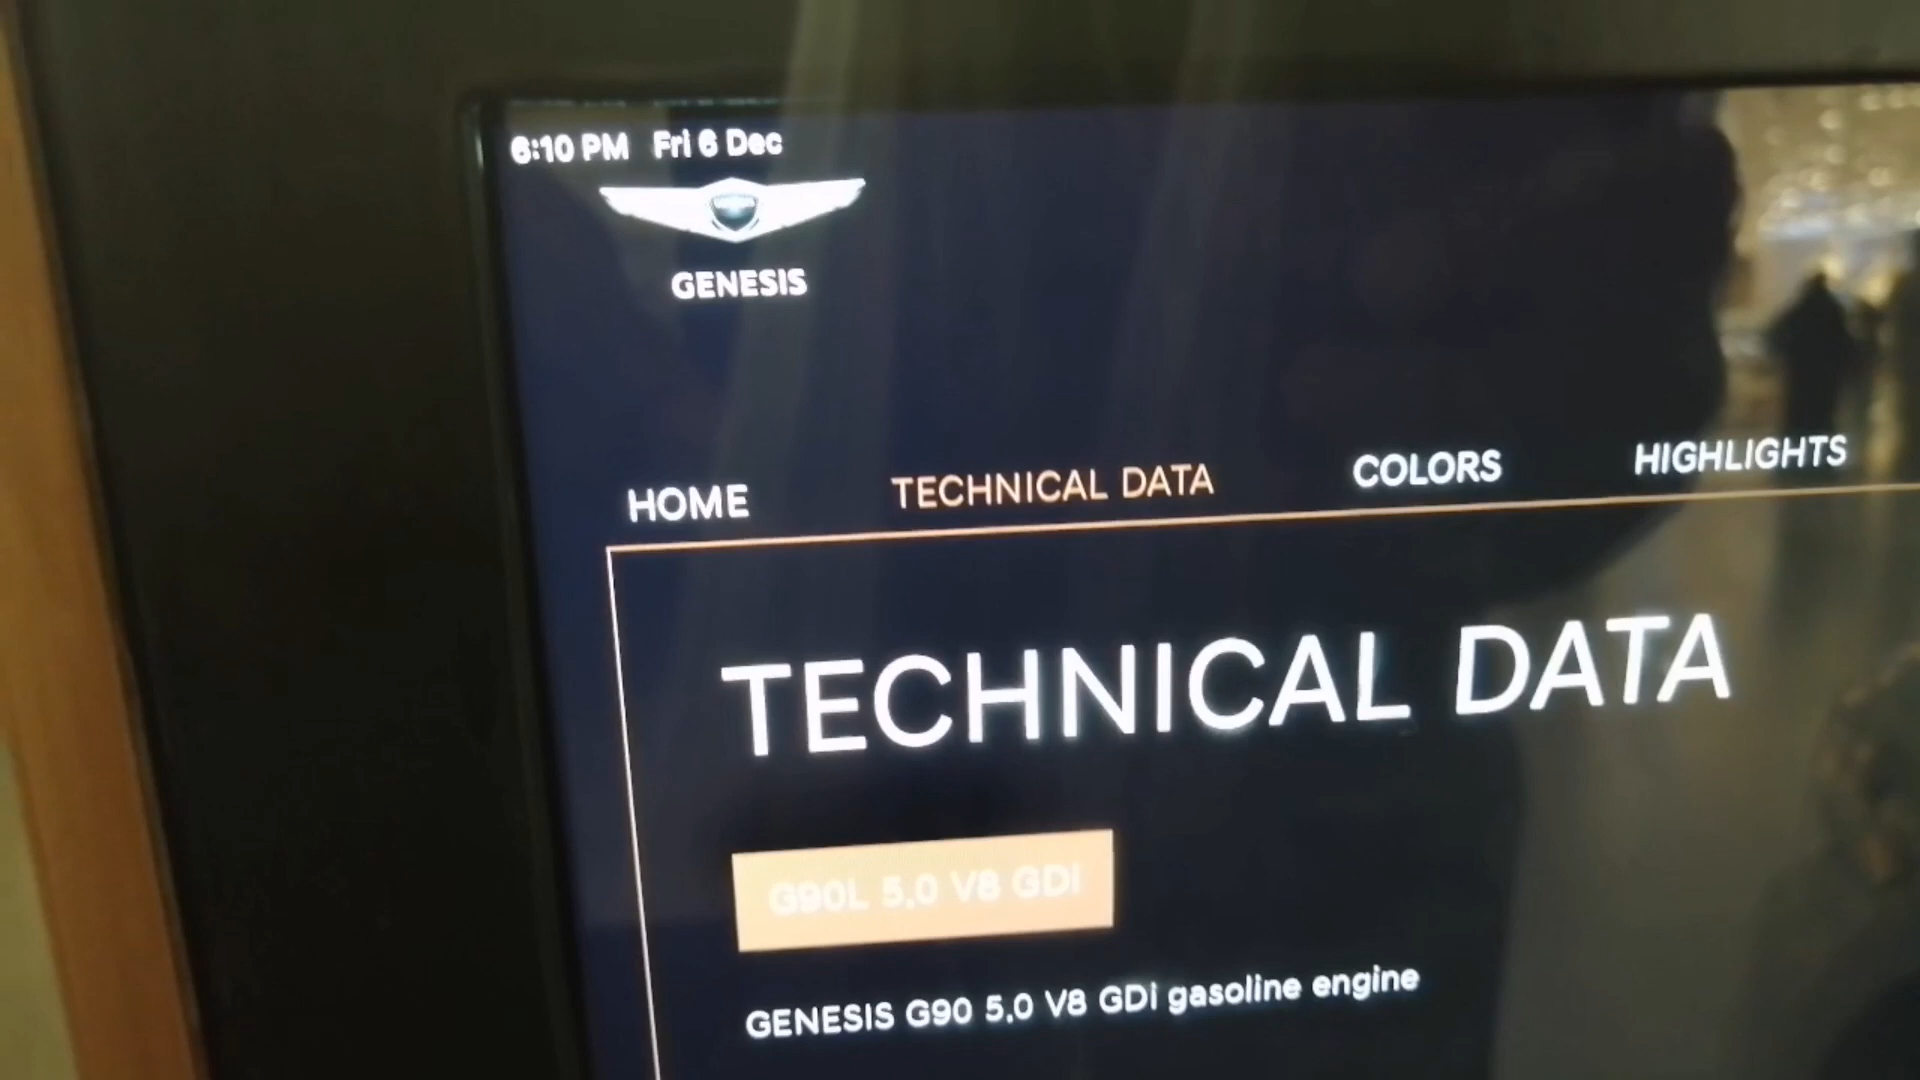 6:10 PM Fri 6 Dec
GENESIS
HOME TECHNICAL DATA COLORS HIGHLIGHTS
TECHNICAL DATA
G90L 5,0 V8 GDI
GENESIS G90 5,0 V8 GDi gasoline engine